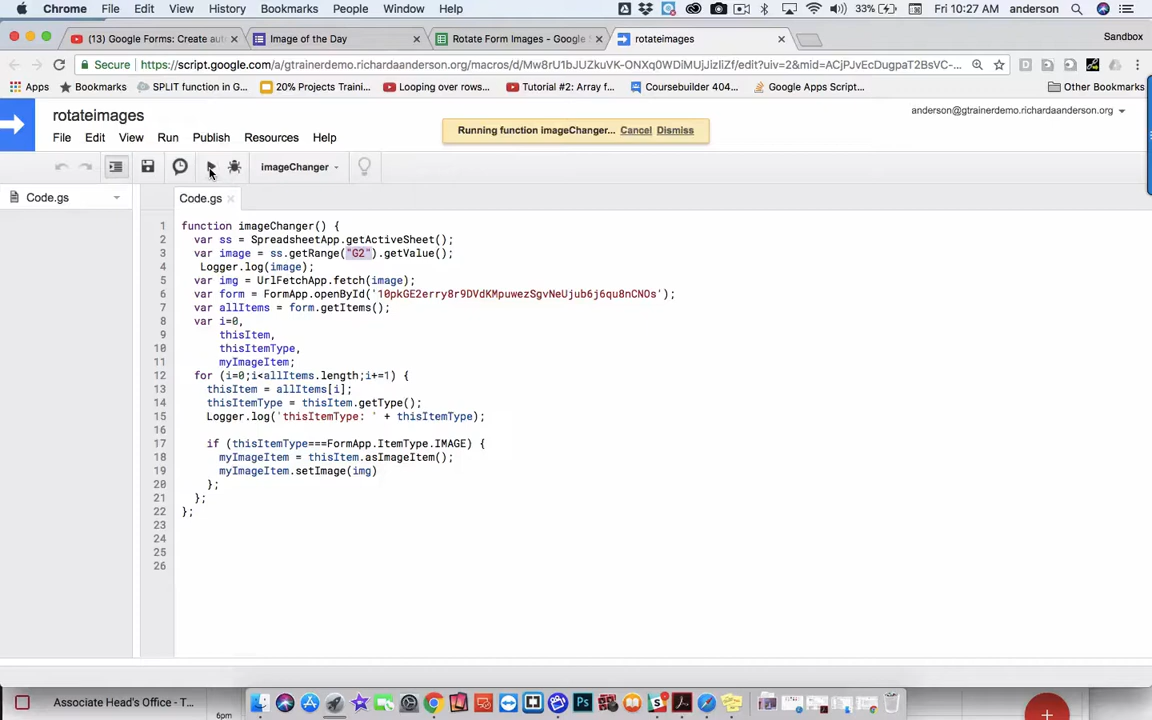 Chrome File Edit View History Bookmarks People Window Help 33% Fri 10:27 AM anderson
(13) Google Forms: Create aut Image of the Day Rotate Form Images - Google S rotateimages Sandbox
Secure https://script.google.com/a/gtrainerdemo.richardaanderson.org/macros/d/Mw8rU1bJUZkuVK-ONXq0WDiMUjJizIiZf/edit?uiv=2&mid=ACjPJvEcDugpaT2BsVC-...
Apps Bookmarks SPLIT function in G... 20% Projects Traini... Looping over rows... Tutorial #2: Array f... Coursebuilder 404... Google Apps Script... Other Bookmarks
rotateimages
anderson@gtrainerdemo.richardaanderson.org
File Edit View Run Publish Resources Help
Running function imageChanger... Cancel Dismiss
imageChanger
Code.gs
Code.gs
1 function imageChanger() {
2 var ss = SpreadsheetApp.getActiveSheet();
3 var image = ss.getRange("G2").getValue();
4 Logger.log(image);
5 var img = UrlFetchApp.fetch(image);
6 var form = FormApp.openById('10pkGE2erry8r9DVdKMpuwezSgvNeUjub6j6qu8nCNOs');
7 var allItems = form.getItems();
8 var i=0,
9 thisItem,
10 thisItemType,
11 myImageItem;
12 for (i=0;i<allItems.length;i+=1) {
13 thisItem = allItems[i];
14 thisItemType = thisItem.getType();
15 Logger.log('thisItemType: ' + thisItemType);
16
17 if (thisItemType===FormApp.ItemType.IMAGE) {
18 myImageItem = thisItem.asImageItem();
19 myImageItem.setImage(img)
20 };
21 };
22 };
23
24
25
26
Associate Head's Office - T...
6pm